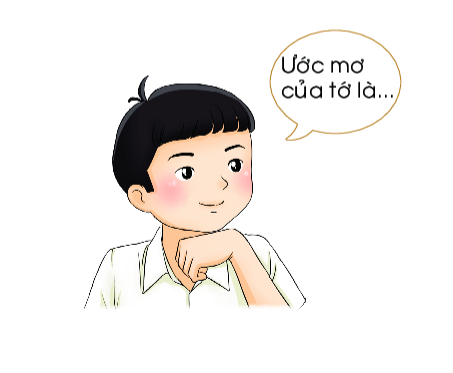 Ước mơ
của tớ là...